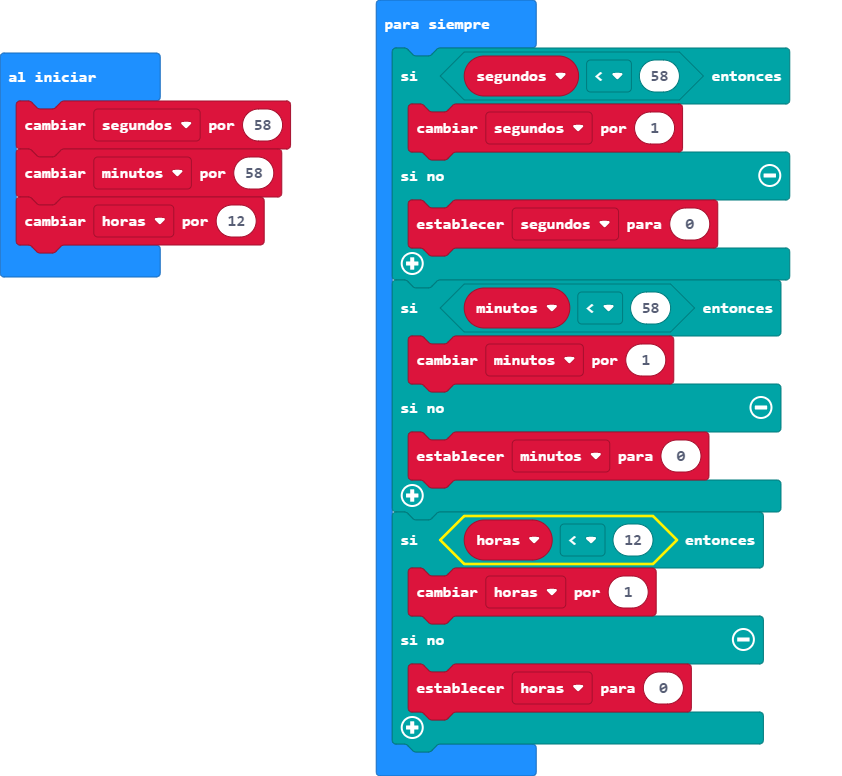 al iniciar
cambiar segundos por 58
cambiar minutos por 58
cambiar horas por 12
para siempre
si segundos < 58 entonces
cambiar segundos por 1
si no
establecer segundos para 0
si minutos < 58 entonces
cambiar minutos por 1
si no
establecer minutos para 0
si horas < 12 entonces
cambiar horas por 1
si no
establecer horas para 0